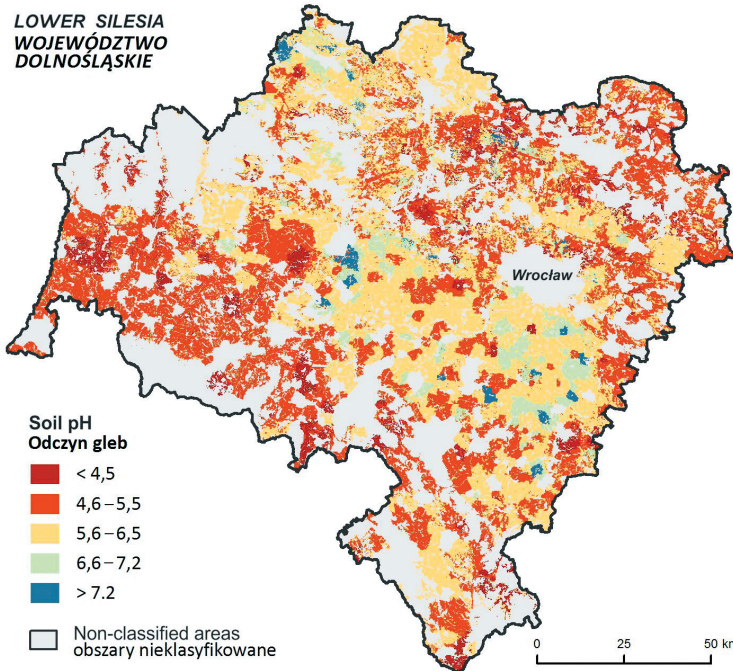 LOWER SILESIA
WOJEWÓDZTWO
DOLNOŚLĄSKIE
Wrocław
Soil pH
Odczyn gleb
< 4,5
4,6–5,5
5,6–6,5
6,6–7,2
> 7.2
Non-classified areas
obszary nieklasyfikowane
0 25 50 km